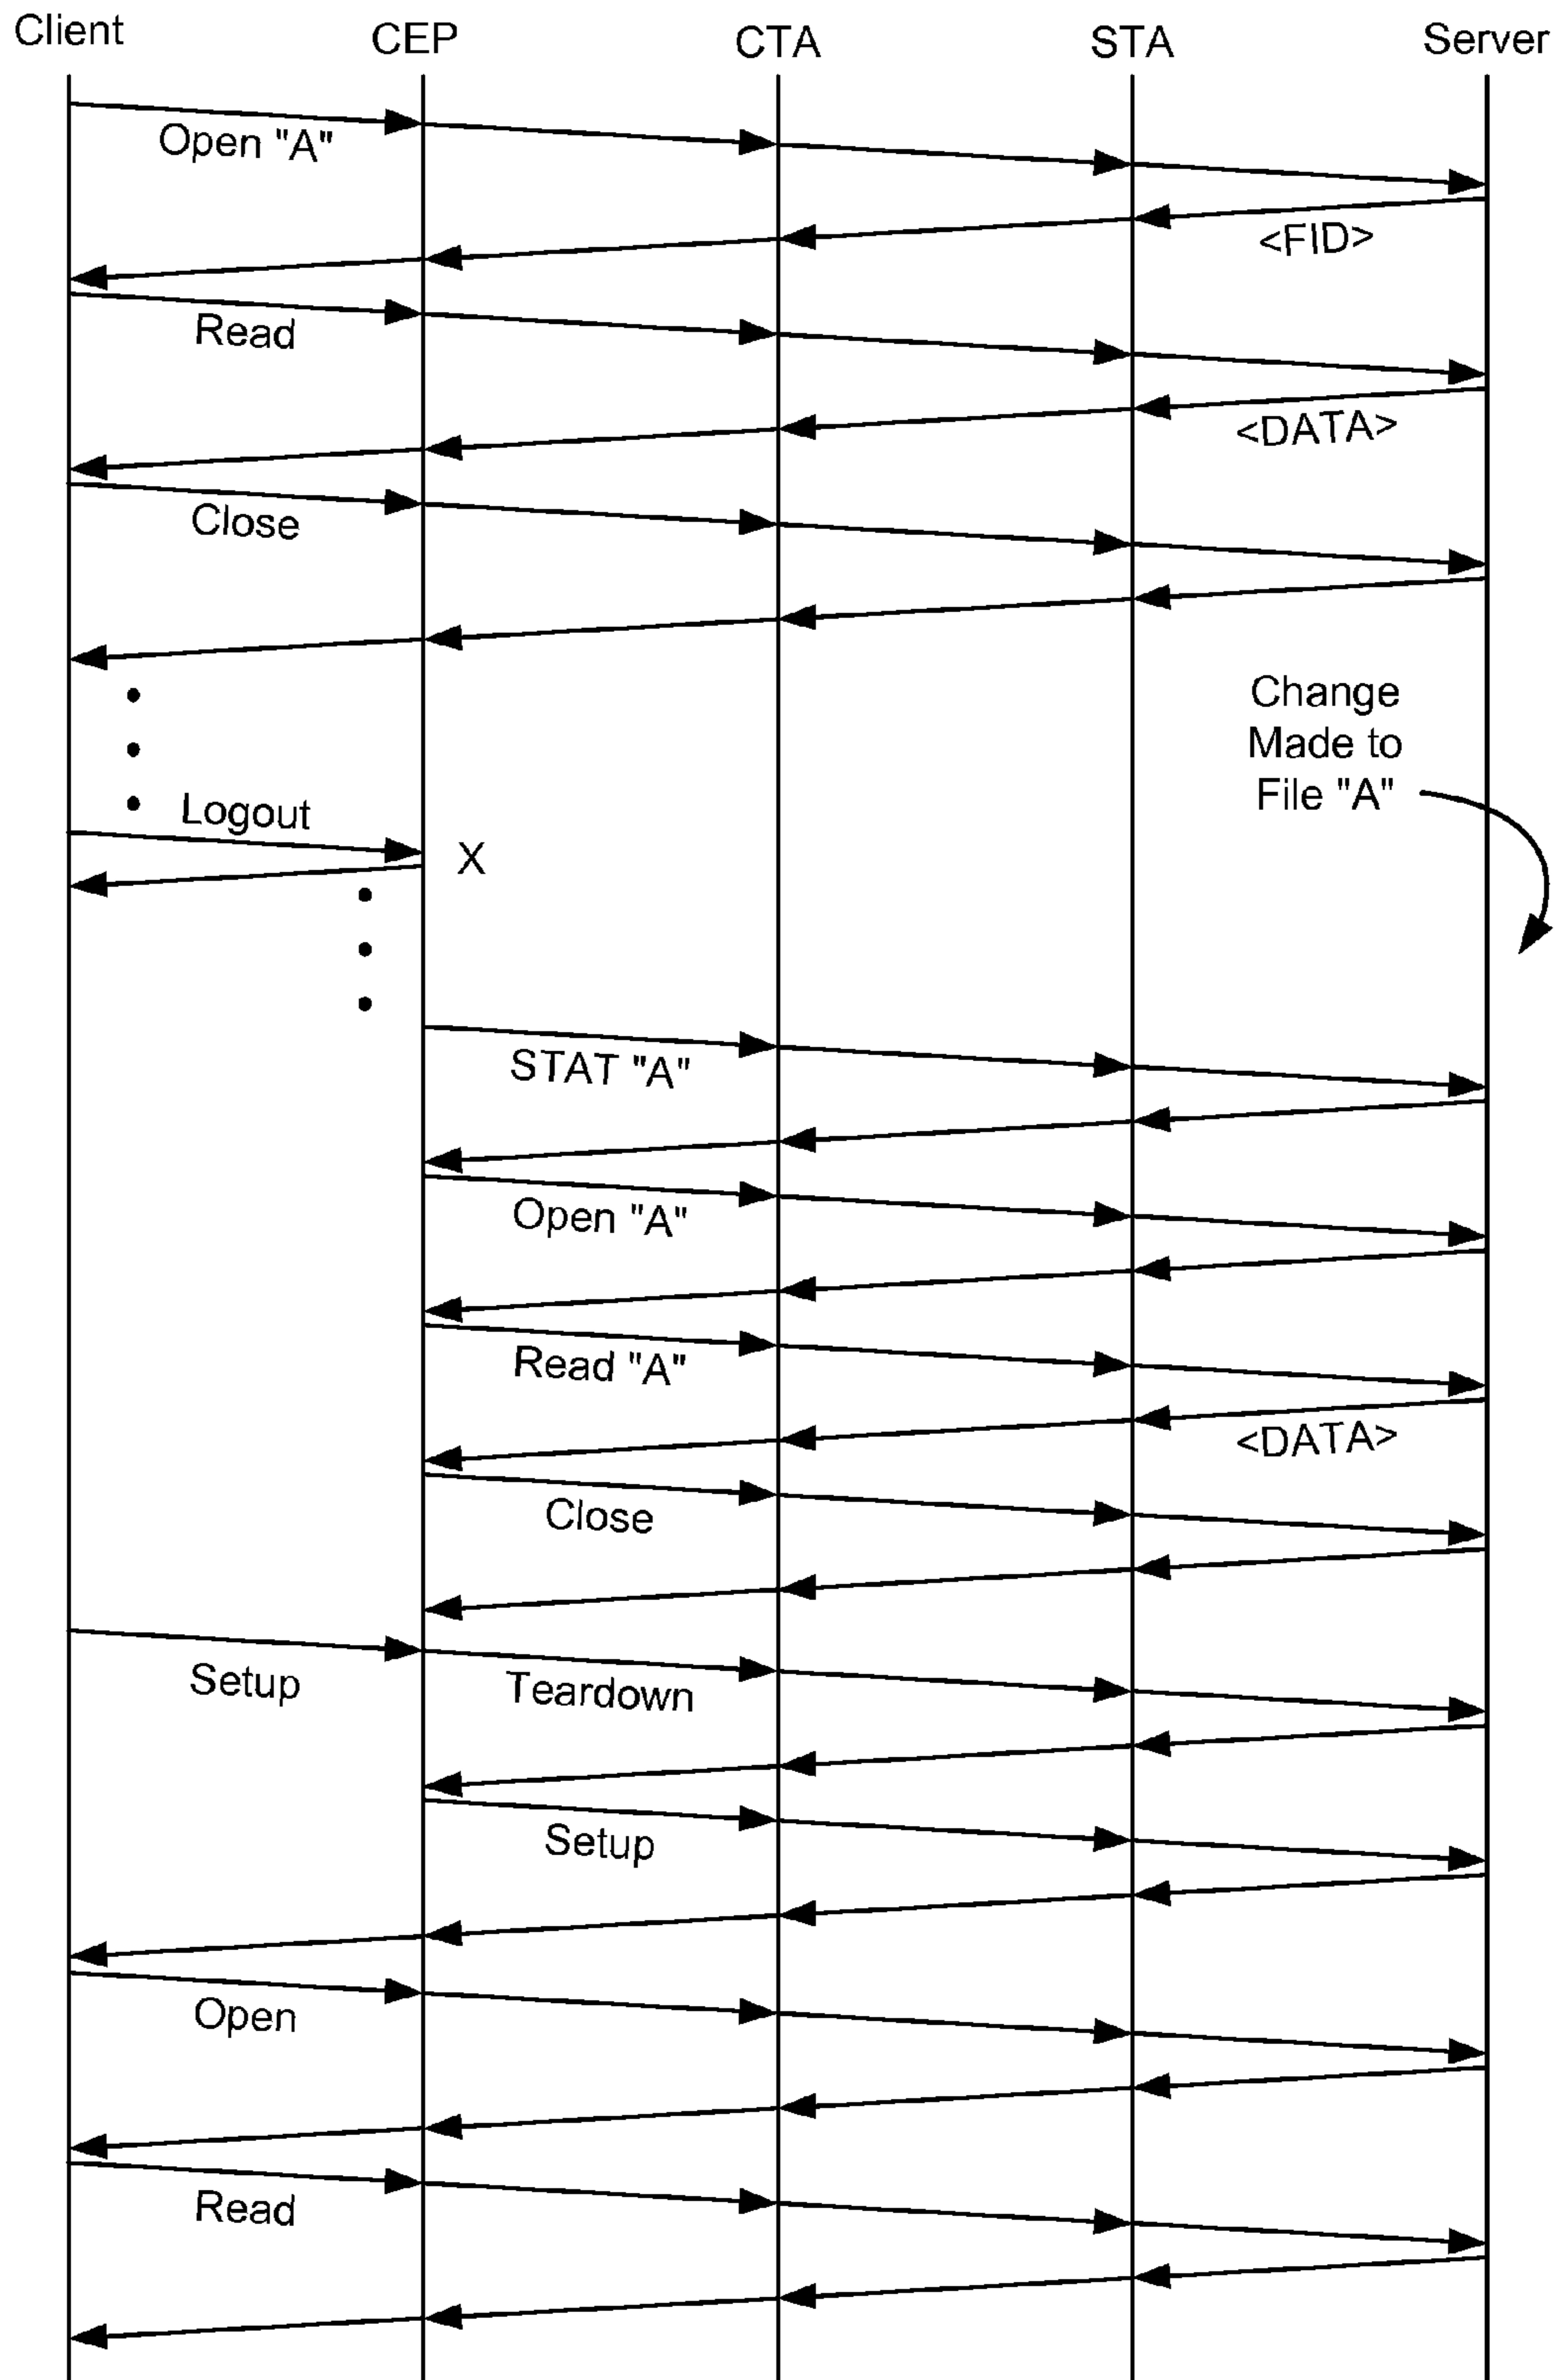 Client
CEP
CTA
STA
Server
Open "A"
<FID>
Read
<DATA>
Close
Change
Made to
File "A"
Logout
X
STAT "A"
Open "A"
Read "A"
<DATA>
Close
Setup
Teardown
Setup
Open
Read